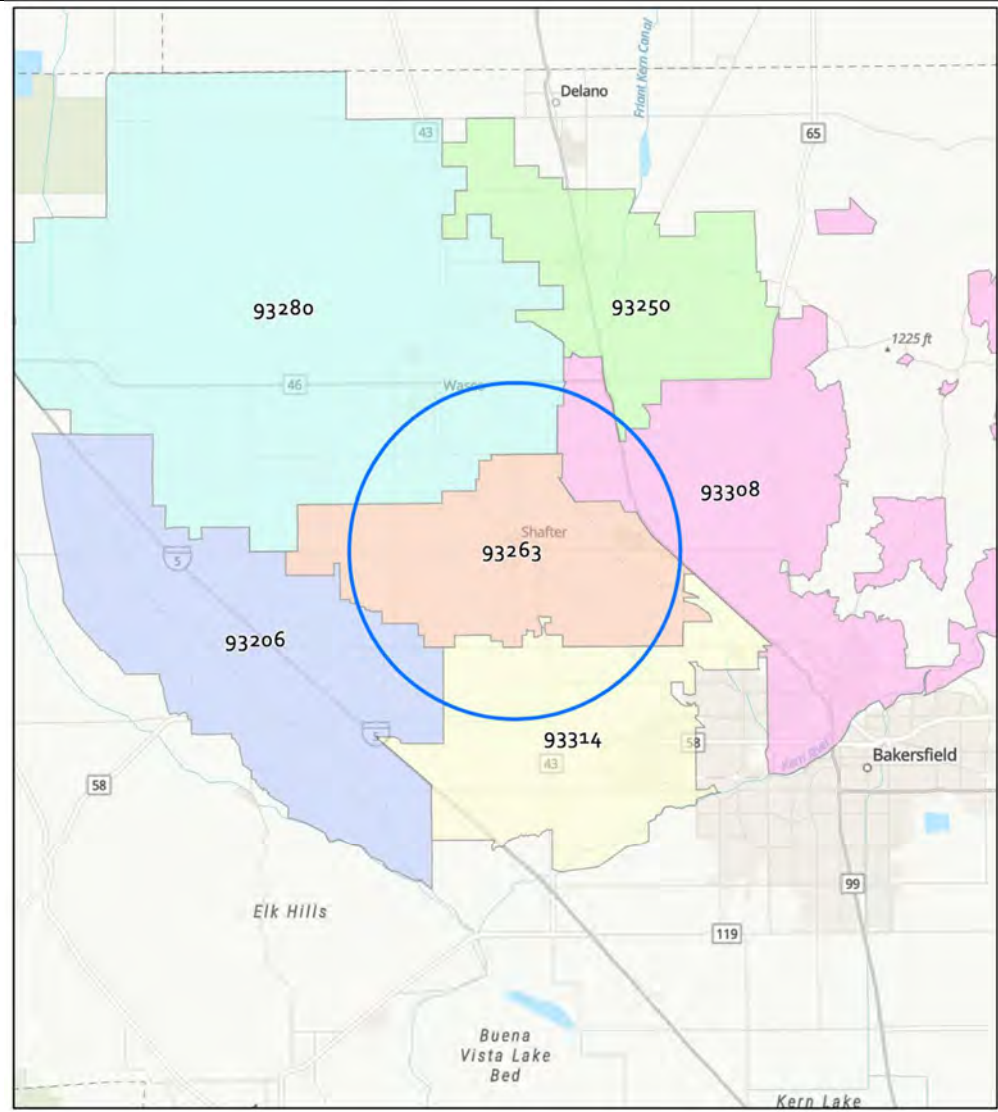 Friant Kern Canal
Delano
43
65
93280
93250
1225 ft
46
Wasco
93308
Shafter
93263
5
93206
5
93314
58
43
Kern River
Bakersfield
58
Elk Hills
99
119
Buena
Vista Lake
Bed
Kern Lake